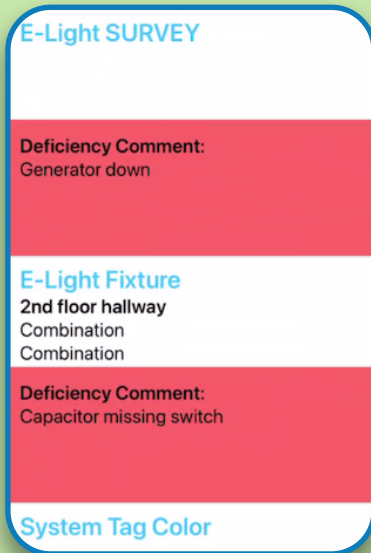 E-Light SURVEY
Deficiency Comment:
Generator down
E-Light Fixture
2nd floor hallway
Combination
Combination
Deficiency Comment:
Capacitor missing switch
System Tag Color